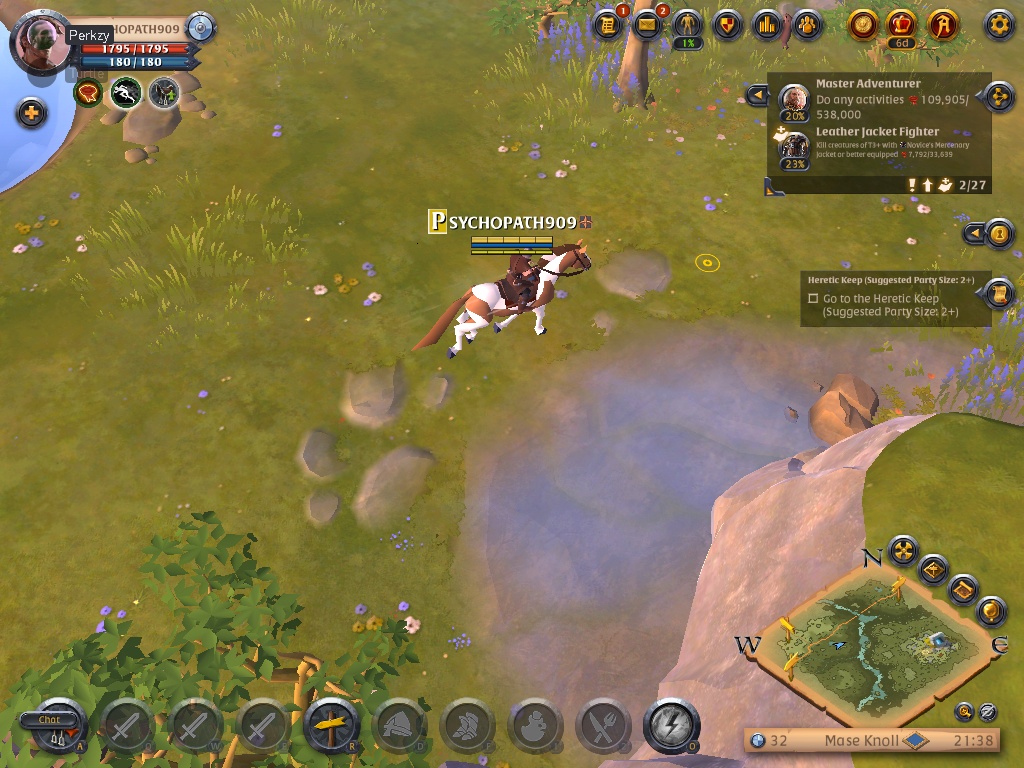 Perkzy
HOPATH909
1795/1795
180/180
1
2
1%
6d
Master Adventurer
Do any activities 109,905/
538,000
20%
Leather Jacket Fighter
Kill creatures of T3+ with Novice's Mercenary
Jacket or better equipped 7,792/33,639
23%
2/27
PSYCHOPATH909
Heretic Keep (Suggested Party Size: 2+)
Go to the Heretic Keep
(Suggested Party Size: 2+)
N
W
E
Chat
A
W
R
D
O
32
Mase Knoll
21:38